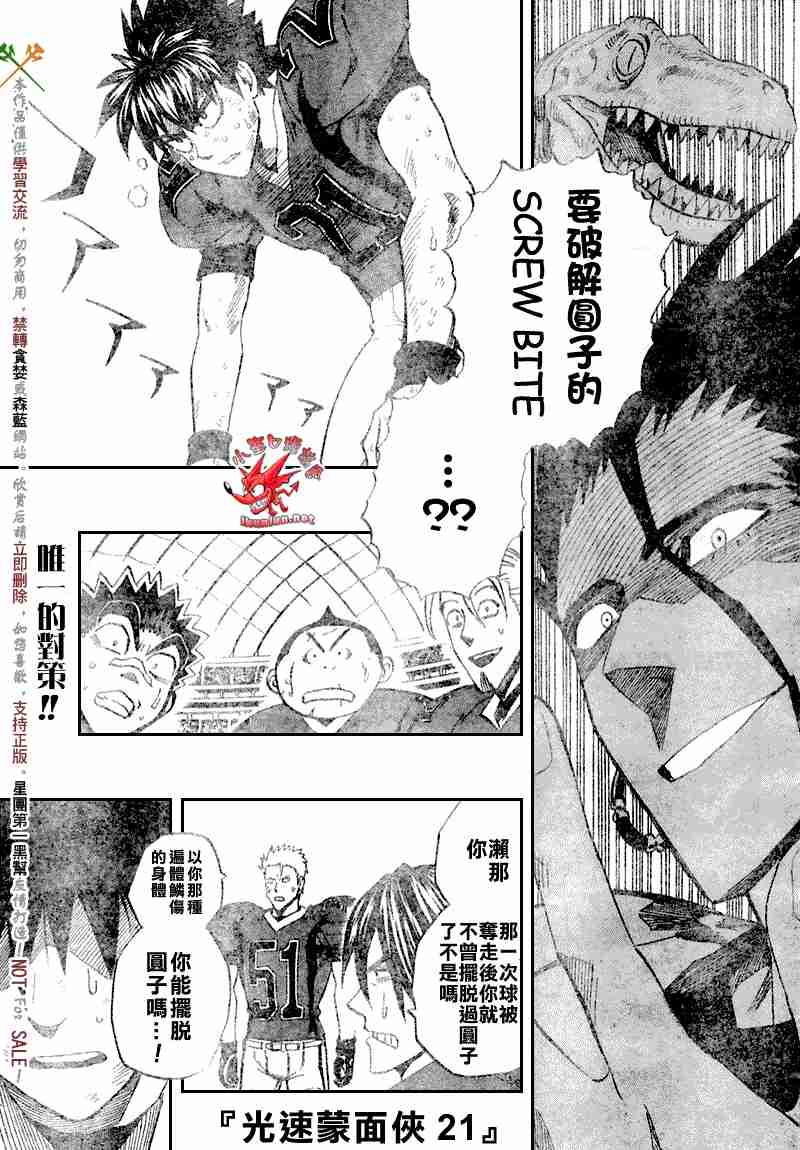 要破解圓子的
SCREW BITE
…
??
唯一的對策!!
瀨那
你
那一次球被
奪走後你就
不曾擺脱過圓子
了不是嗎
51
以你那種
遍體鱗傷
的身體
你能擺脱
圓子嗎…!
『光速蒙面俠 21』
本作品僅供學習交流，切勿商用，禁轉貪婪或森藍網站。欣賞后請立即刪除，如您喜歡，支持正版。星團第一黑幫友情打造—NOT FOR SALE—